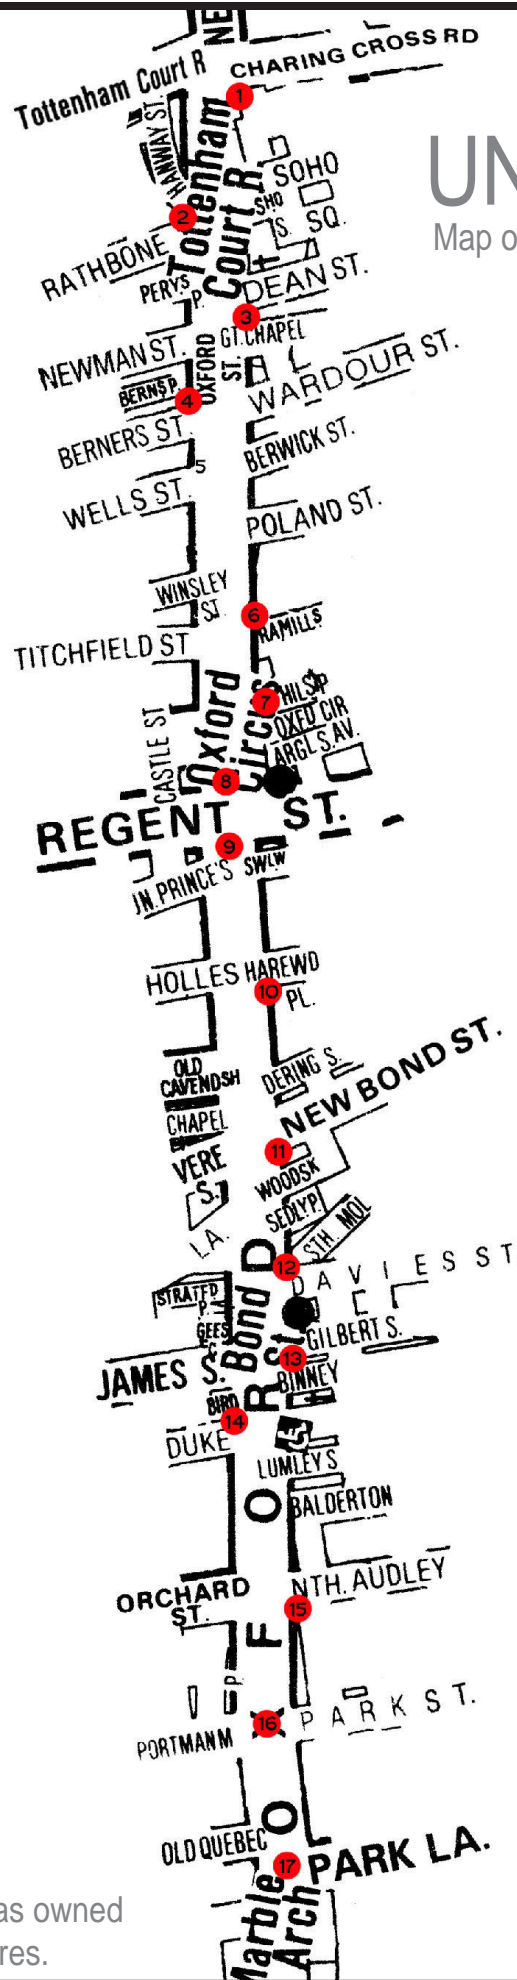 NE
Tottenham Court R
CHARING CROSS RD
1
HANWAY ST.
Tottenham
Court R
SOHO
SHO
S. SQ.
UN
Map o
2
RATHBONE
PERYS
P.
DEAN ST.
3
GT. CHAPEL
NEWMAN ST.
OXFORD
ST.
BERNSP.
4
WARDOUR ST.
BERNERS ST.
5
BERWICK ST.
WELLS ST.
POLAND ST.
WINSLEY
ST.
6
RAMILLS
TITCHFIELD ST
Oxford
Circus
7
HILSP
OXFD CIR
ARGL S. AV.
CASTLE ST
8
REGENT ST.
9
JN. PRINCE'S
SWLW
HOLLES
HAREWD
PL.
10
OLD
CAVENDSH
DERING S.
CHAPEL
NEW BOND ST.
11
VERE
S.
WOODSK
SEDLYP.
STH MOL
LA.
12
DAVIES ST
STRATFD
P.
GEES
C.
Bond
St.
GILBERT S.
13
BINNEY
JAMES S.
BIRD
14
DUKE
LUMLEY S
BALDERTON
ORCHARD
ST.
NTH. AUDLEY
15
P
16
PARK ST.
PORTMAN M
OLD QUEBEC
17
PARK LA.
Marble
Arch
D
R
O
F
O
as owned
res.